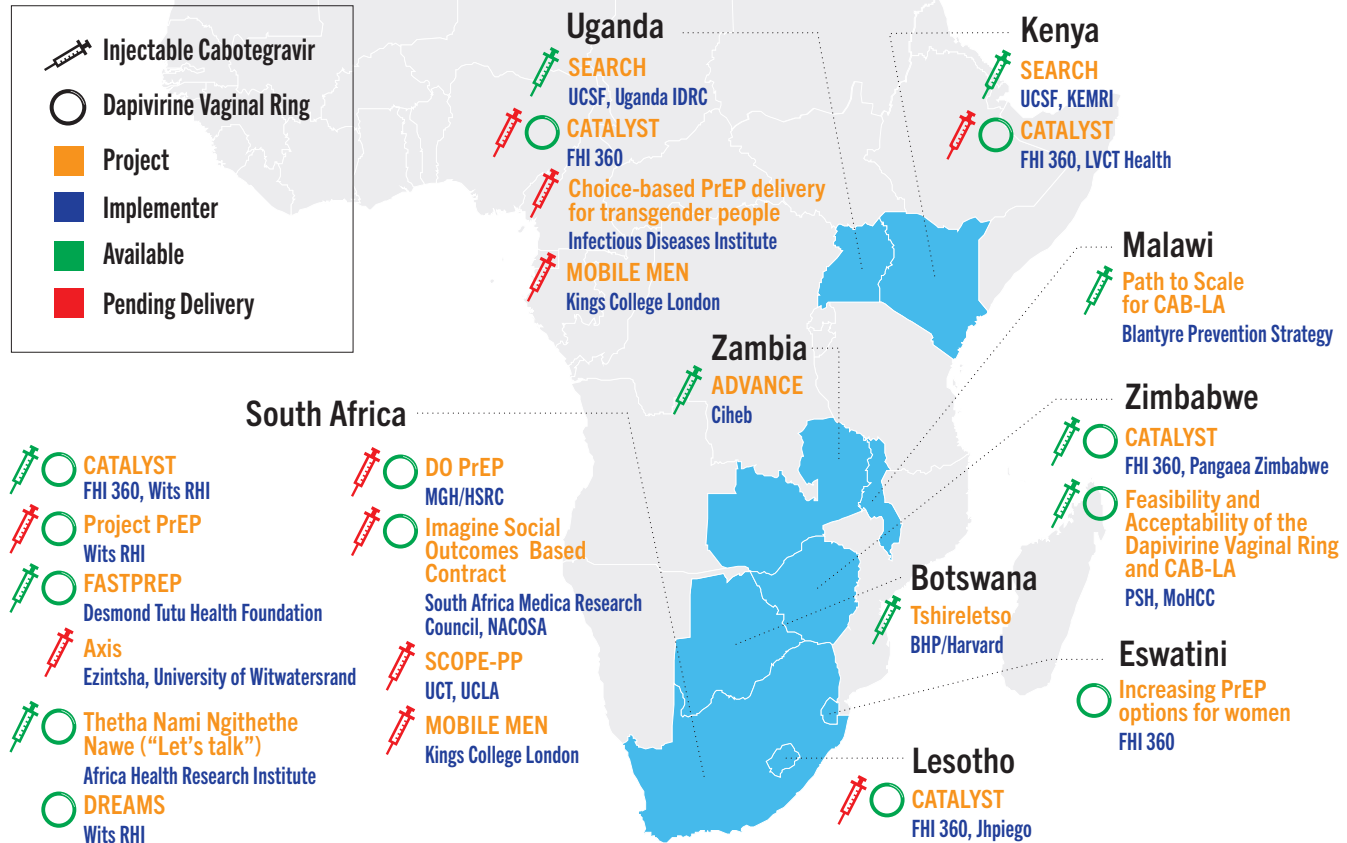 Injectable Cabotegravir
Dapivirine Vaginal Ring
Project
Implementer
Available
Pending Delivery
Uganda
SEARCH
UCSF, Uganda IDRC
CATALYST
FHI 360
Choice-based PrEP delivery
for transgender people
Infectious Diseases Institute
MOBILE MEN
Kings College London
Kenya
SEARCH
UCSF, KEMRI
CATALYST
FHI 360, LVCT Health
Malawi
Path to Scale
for CAB-LA
Blantyre Prevention Strategy
Zambia
ADVANCE
Ciheb
Zimbabwe
CATALYST
FHI 360, Pangaea Zimbabwe
Feasibility and
Acceptability of the
Dapivirine Vaginal Ring
and CAB-LA
PSH, MoHCC
South Africa
CATALYST
FHI 360, Wits RHI
Project PrEP
Wits RHI
FASTPREP
Desmond Tutu Health Foundation
Axis
Ezintsha, University of Witwatersrand
Thetha Nami Ngithethe
Nawe (“Let’s talk”)
Africa Health Research Institute
DREAMS
Wits RHI
DO PrEP
MGH/HSRC
Imagine Social
Outcomes Based
Contract
South Africa Medica Research
Council, NACOSA
SCOPE-PP
UCT, UCLA
MOBILE MEN
Kings College London
Botswana
Tshireletso
BHP/Harvard
Eswatini
Increasing PrEP
options for women
FHI 360
Lesotho
CATALYST
FHI 360, Jhpiego